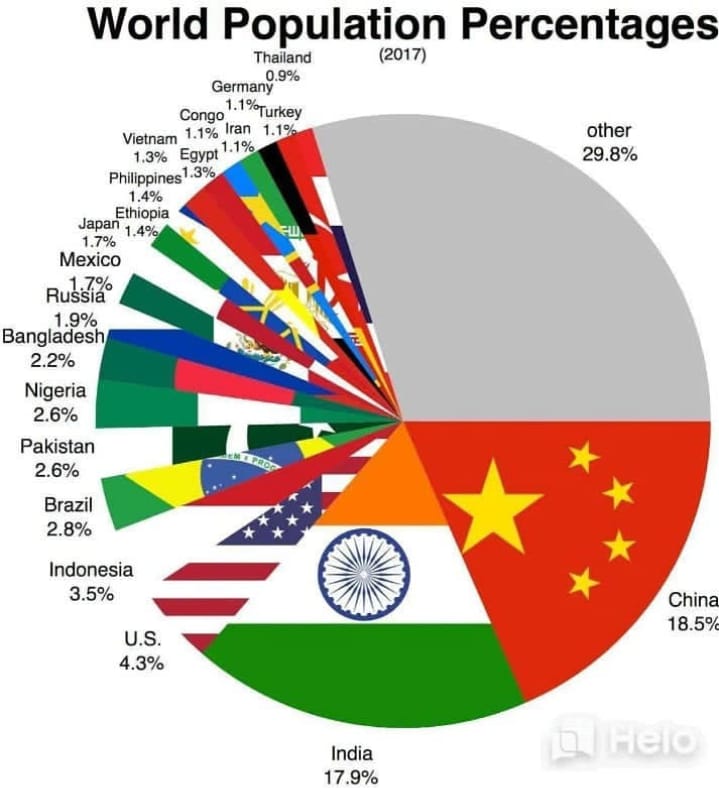 World Population Percentages
(2017)
Thailand
0.9%
Germany
1.1%
Turkey
1.1%
Congo
1.1%
Iran
1.1%
Vietnam
1.3%
Egypt
1.3%
Philippines
1.4%
Ethiopia
1.4%
Japan
1.7%
Mexico
1.7%
Russia
1.9%
Bangladesh
2.2%
Nigeria
2.6%
Pakistan
2.6%
Brazil
2.8%
Indonesia
3.5%
U.S.
4.3%
India
17.9%
China
18.5%
other
29.8%
EM E PROG
Helo